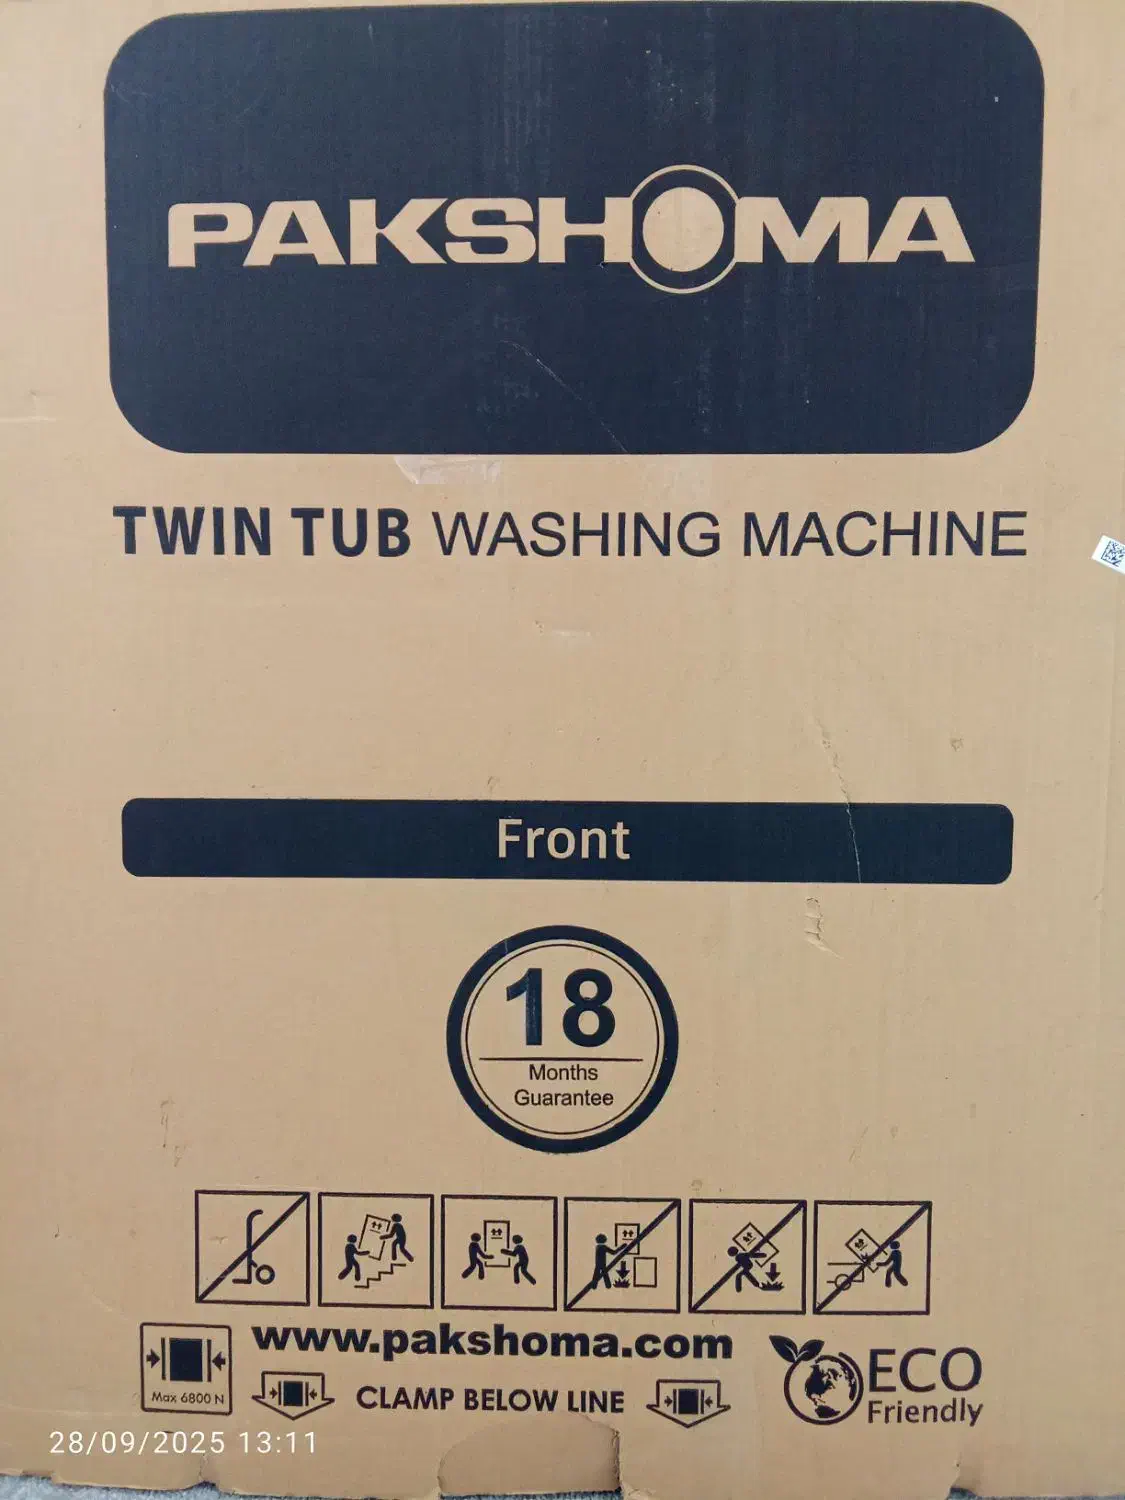 PAKSHOMA
TWIN TUB WASHING MACHINE
Front
18
Months
Guarantee
www.pakshoma.com
Max 6800 N
CLAMP BELOW LINE
ECO
Friendly
28/09/2025 13:11